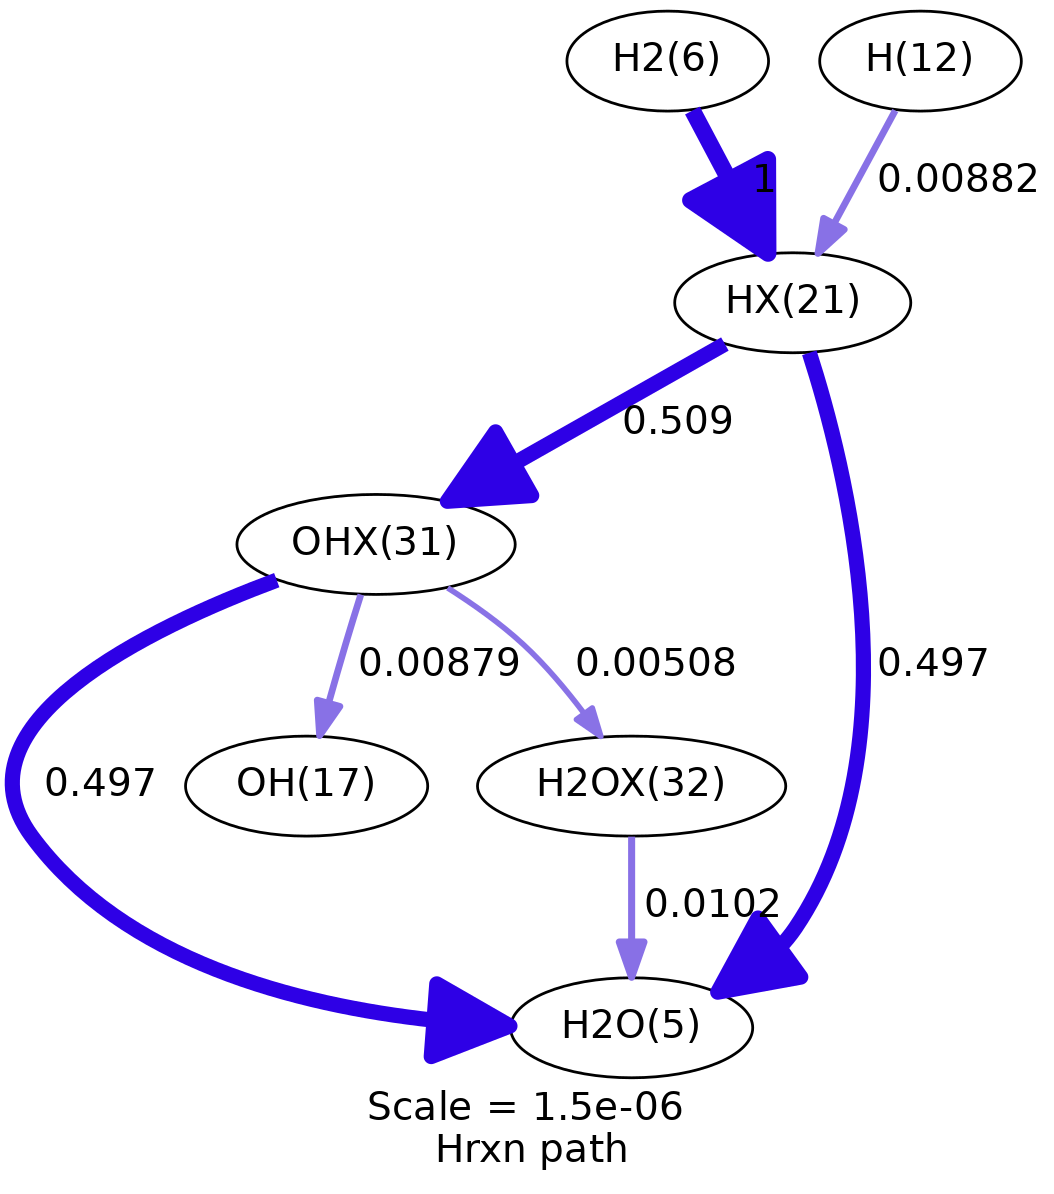 H2(6)
H(12)
1
0.00882
HX(21)
0.509
OHX(31)
0.00879
0.00508
0.497
0.497
OH(17)
H2OX(32)
0.0102
H2O(5)
Scale = 1.5e-06
Hrxn path